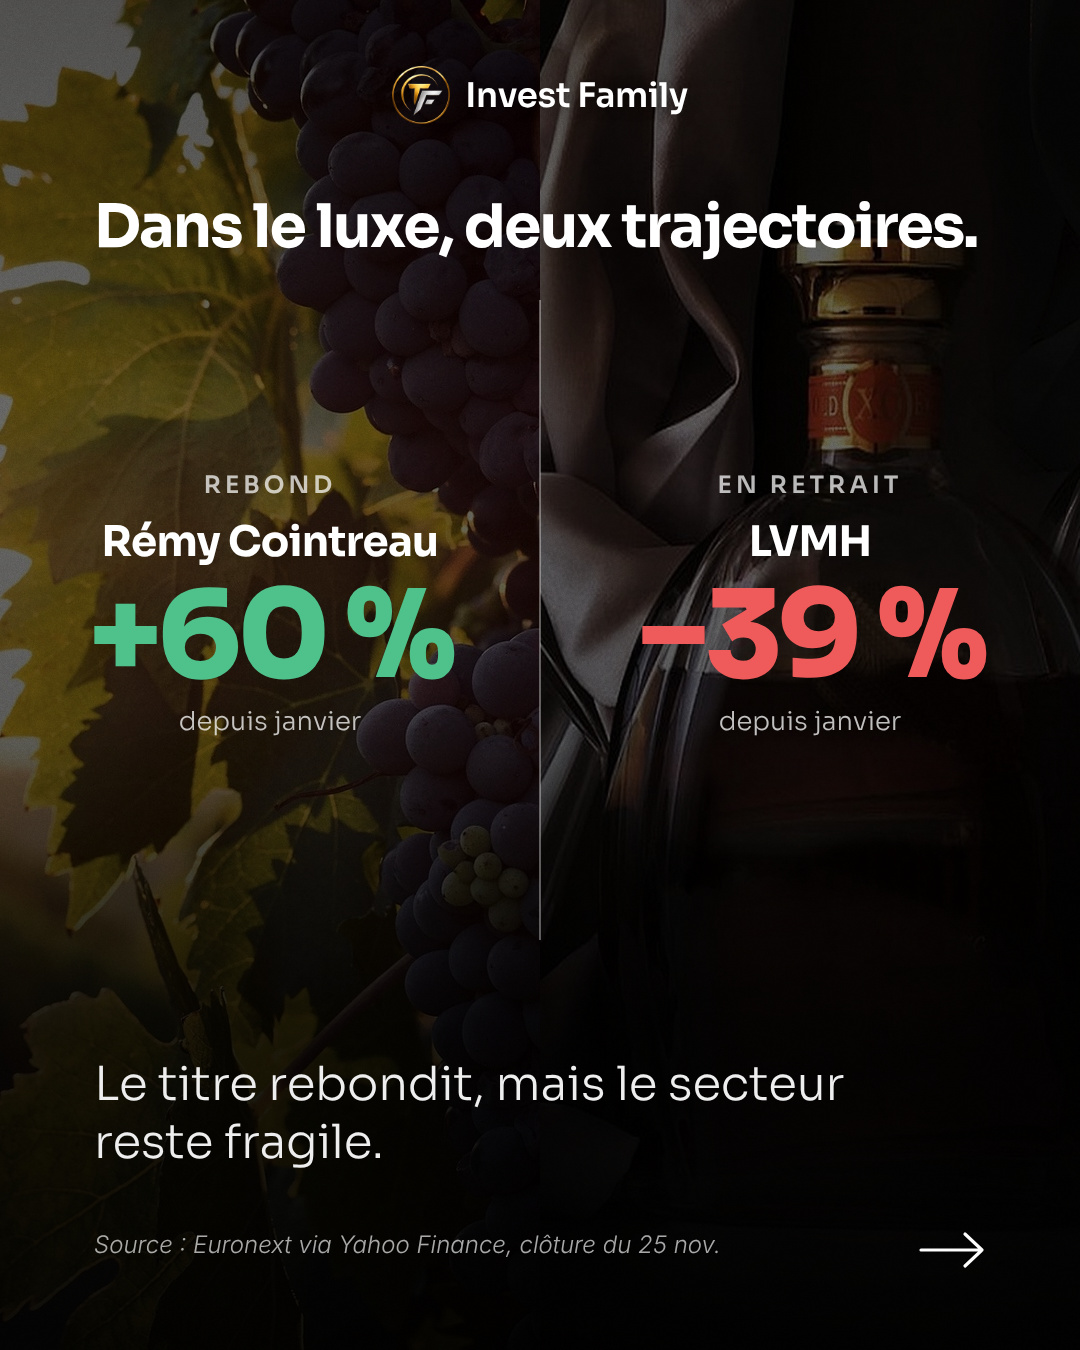 Invest Family
Dans le luxe, deux trajectoires.
REBOND
Rémy Cointreau
+60 %
depuis janvier
EN RETRAIT
LVMH
−39 %
depuis janvier
Le titre rebondit, mais le secteur
reste fragile.
Source : Euronext via Yahoo Finance, clôture du 25 nov.